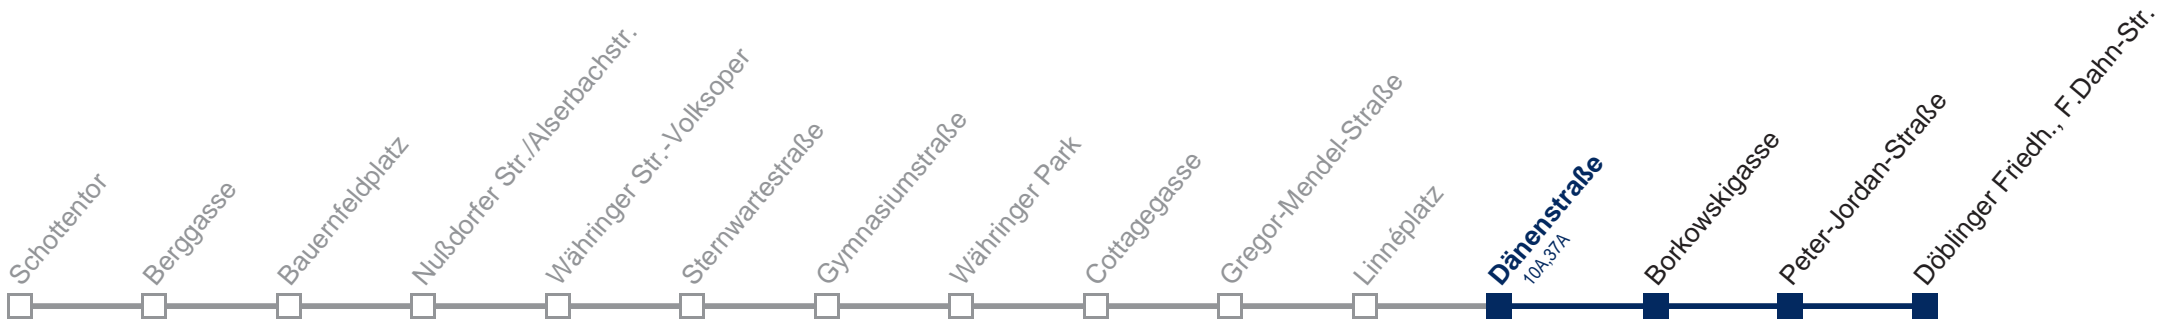 Schottentor
Berggasse
Bauernfeldplatz
Nußdorfer Str./Alserbachstr.
Währinger Str.-Volksoper
Sternwartestraße
Gymnasiumstraße
Währinger Park
Cottagegasse
Gregor-Mendel-Straße
Linnéplatz
Dänenstraße
10A,37A
Borkowskigasse
Peter-Jordan-Straße
Döblinger Friedh., F.Dahn-Str.